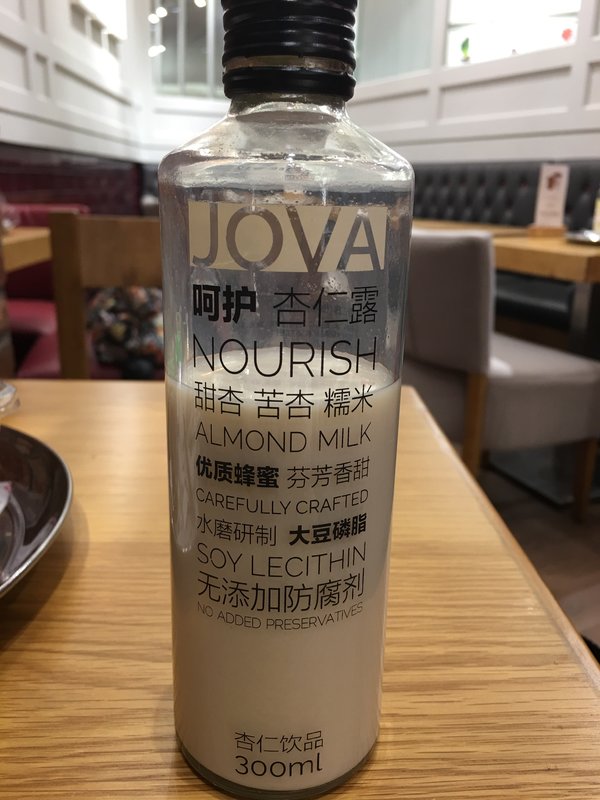 JOVA
呵护 杏仁露
NOURISH
甜杏 苦杏 糯米
ALMOND MILK
优质蜂蜜 芬芳香甜
CAREFULLY CRAFTED
水磨研制 大豆磷脂
SOY LECITHIN
无添加防腐剂
NO ADDED PRESERVATIVES
杏仁饮品
300ml